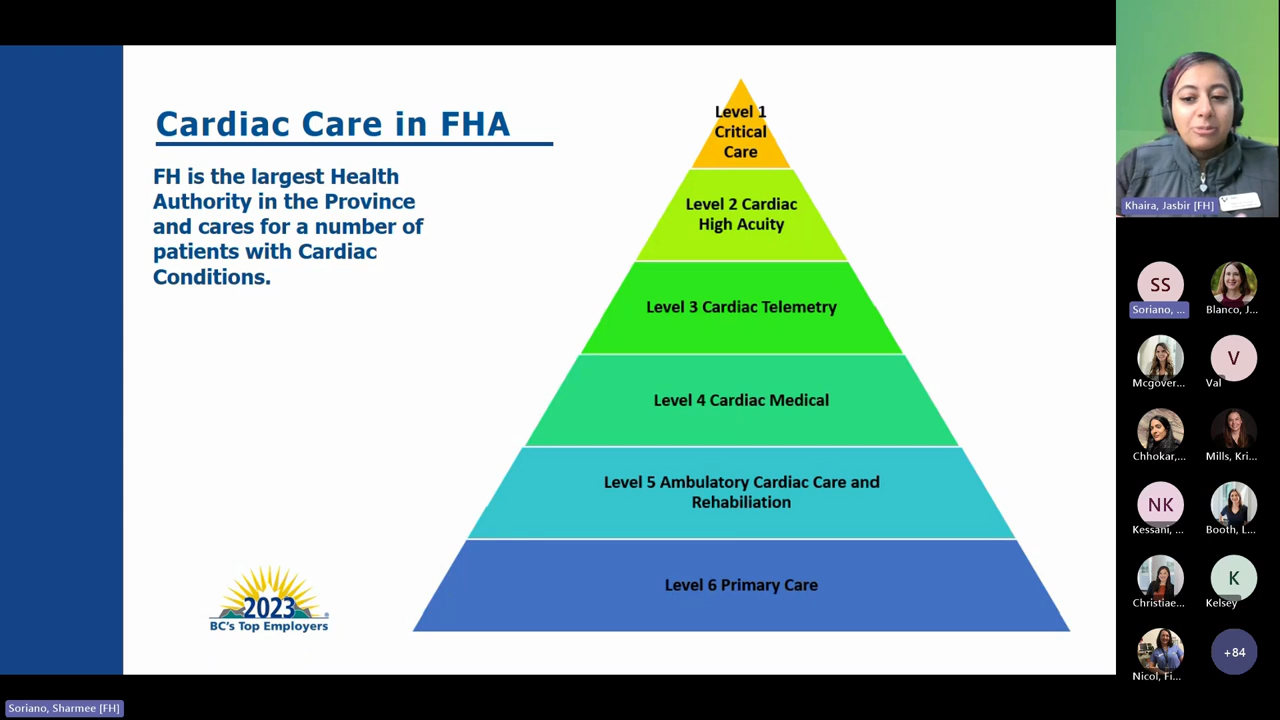 Cardiac Care in FHA
FH is the largest Health
Authority in the Province
and cares for a number of
patients with Cardiac
Conditions.
Level 1
Critical
Care
Level 2 Cardiac
High Acuity
Level 3 Cardiac Telemetry
Level 4 Cardiac Medical
Level 5 Ambulatory Cardiac Care and
Rehabiliation
Level 6 Primary Care
2023
BC's Top Employers
Khaira, Jasbir [FH]
SS
Soriano, ...
Blanco, J...
Mcgover...
V
Val
Chhokar,...
Mills, Kri...
NK
Kessani, ...
Booth, L...
Christiae...
K
Kelsey
Nicol, Fi...
+84
Soriano, Sharmee [FH]